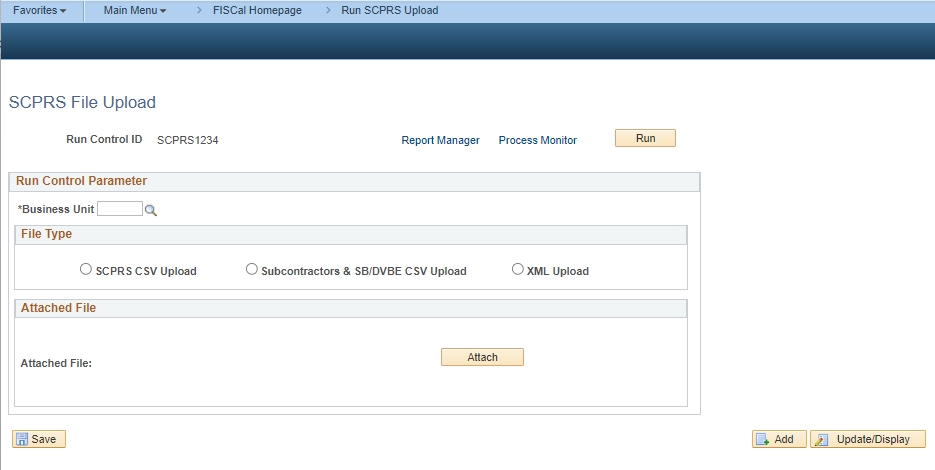 Favorites Main Menu > FISCal Homepage > Run SCPRS Upload
SCPRS File Upload
Run Control ID SCPRS1234 Report Manager Process Monitor Run
Run Control Parameter
*Business Unit
File Type
SCPRS CSV Upload Subcontractors & SB/DVBE CSV Upload XML Upload
Attached File
Attached File: Attach
Save Add Update/Display